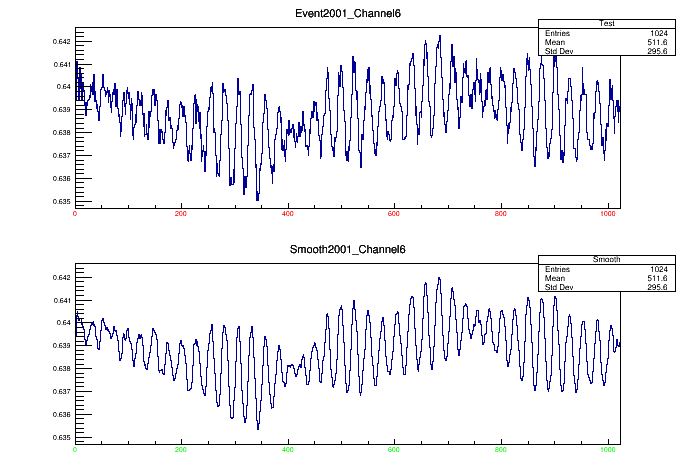 Event2001_Channel6
Test
Entries 1024
Mean 511.6
Std Dev 295.6
0.642
0.641
0.64
0.639
0.638
0.637
0.636
0.635
0 200 400 600 800 1000
Smooth2001_Channel6
Smooth
Entries 1024
Mean 511.6
Std Dev 295.6
0.642
0.641
0.64
0.639
0.638
0.637
0.636
0.635
0 200 400 600 800 1000